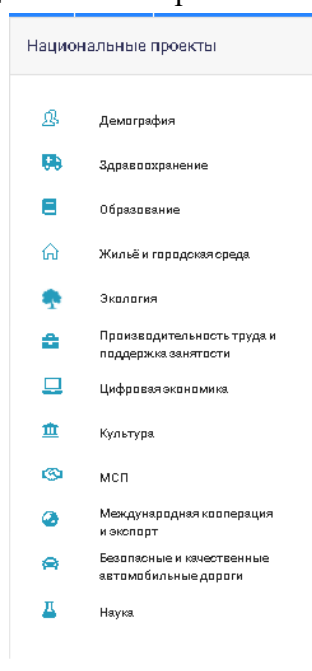 Национальные проекты
Демография
Здравоохранение
Образование
Жильё и городская среда
Экология
Производительность труда и
поддержка занятости
Цифровая экономика
Культура
МСП
Международная кооперация
и экспорт
Безопасные и качественные
автомобильные дороги
Наука